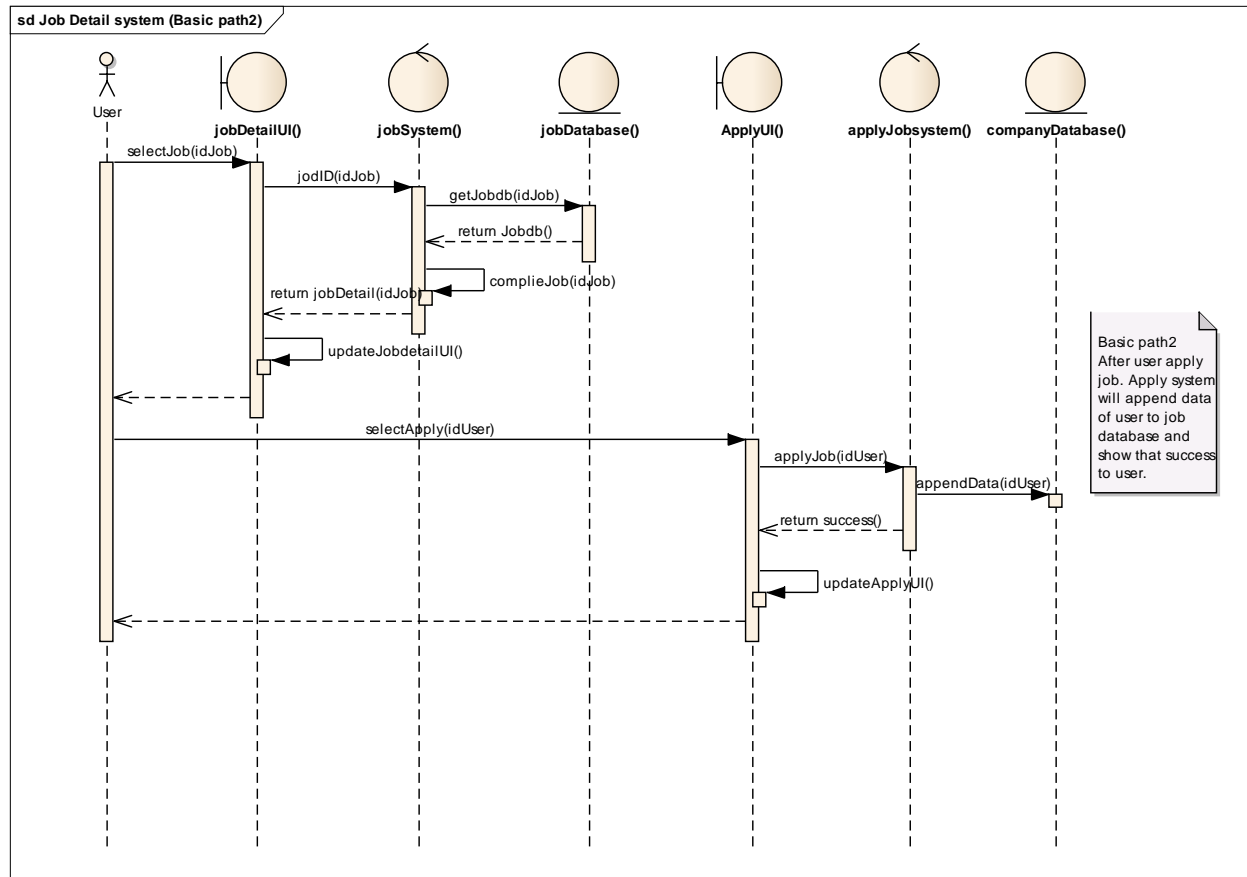 sd Job Detail system (Basic path2)
User
jobDetailUI()
jobSystem()
jobDatabase()
ApplyUI()
applyJobsystem()
companyDatabase()
selectJob(idJob)
jodID(idJob)
getJobdb(idJob)
return Jobdb()
complieJob(idJob)
return jobDetail(idJob)
updateJobdetailUI()
selectApply(idUser)
applyJob(idUser)
appendData(idUser)
return success()
updateApplyUI()
Basic path2
After user apply
job. Apply system
will append data
of user to job
database and
show that success
to user.